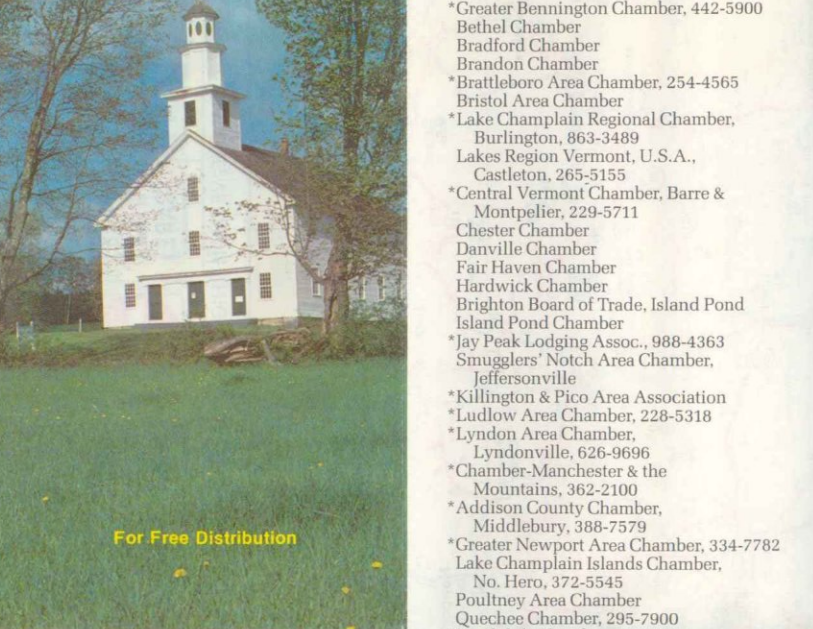 For Free Distribution
*Greater Bennington Chamber, 442-5900
Bethel Chamber
Bradford Chamber
Brandon Chamber
*Brattleboro Area Chamber, 254-4565
Bristol Area Chamber
*Lake Champlain Regional Chamber,
Burlington, 863-3489
Lakes Region Vermont, U.S.A.,
Castleton, 265-5155
*Central Vermont Chamber, Barre &
Montpelier, 229-5711
Chester Chamber
Danville Chamber
Fair Haven Chamber
Hardwick Chamber
Brighton Board of Trade, Island Pond
Island Pond Chamber
*Jay Peak Lodging Assoc., 988-4363
Smugglers' Notch Area Chamber,
Jeffersonville
*Killington & Pico Area Association
*Ludlow Area Chamber, 228-5318
*Lyndon Area Chamber,
Lyndonville, 626-9696
*Chamber-Manchester & the
Mountains, 362-2100
*Addison County Chamber,
Middlebury, 388-7579
*Greater Newport Area Chamber, 334-7782
Lake Champlain Islands Chamber,
No. Hero, 372-5545
Poultney Area Chamber
Quechee Chamber, 295-7900